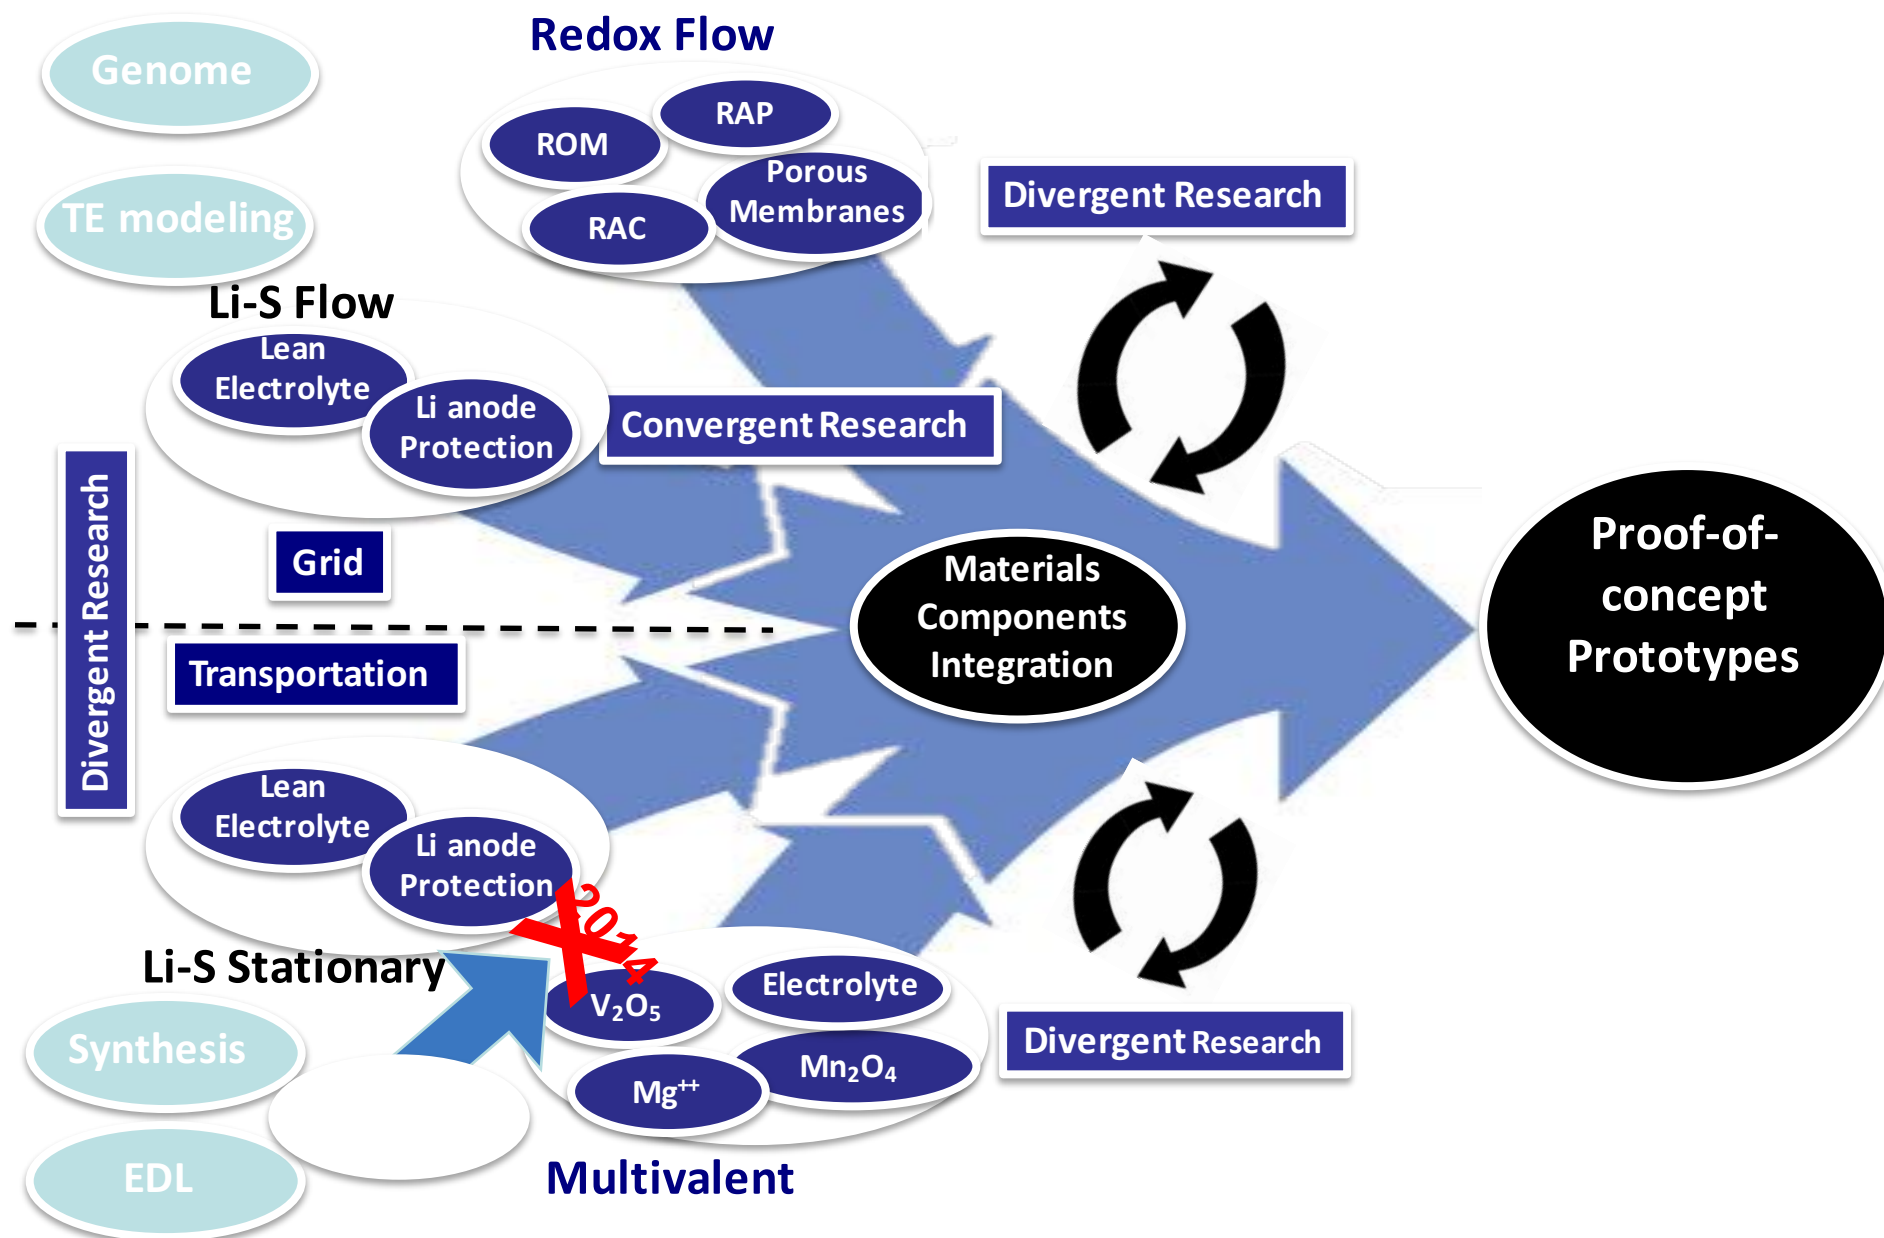 Genome
TE modeling
Redox Flow
ROM
RAP
RAC
Porous
Membranes
Divergent Research
Li-S Flow
Lean
Electrolyte
Li anode
Protection
Convergent Research
Divergent Research
Grid
Transportation
Materials
Components
Integration
Proof-of-
concept
Prototypes
Lean
Electrolyte
Li anode
Protection
2014
Li-S Stationary
V₂O₅
Electrolyte
Mg⁺⁺
Mn₂O₄
Divergent Research
Synthesis
EDL
Multivalent